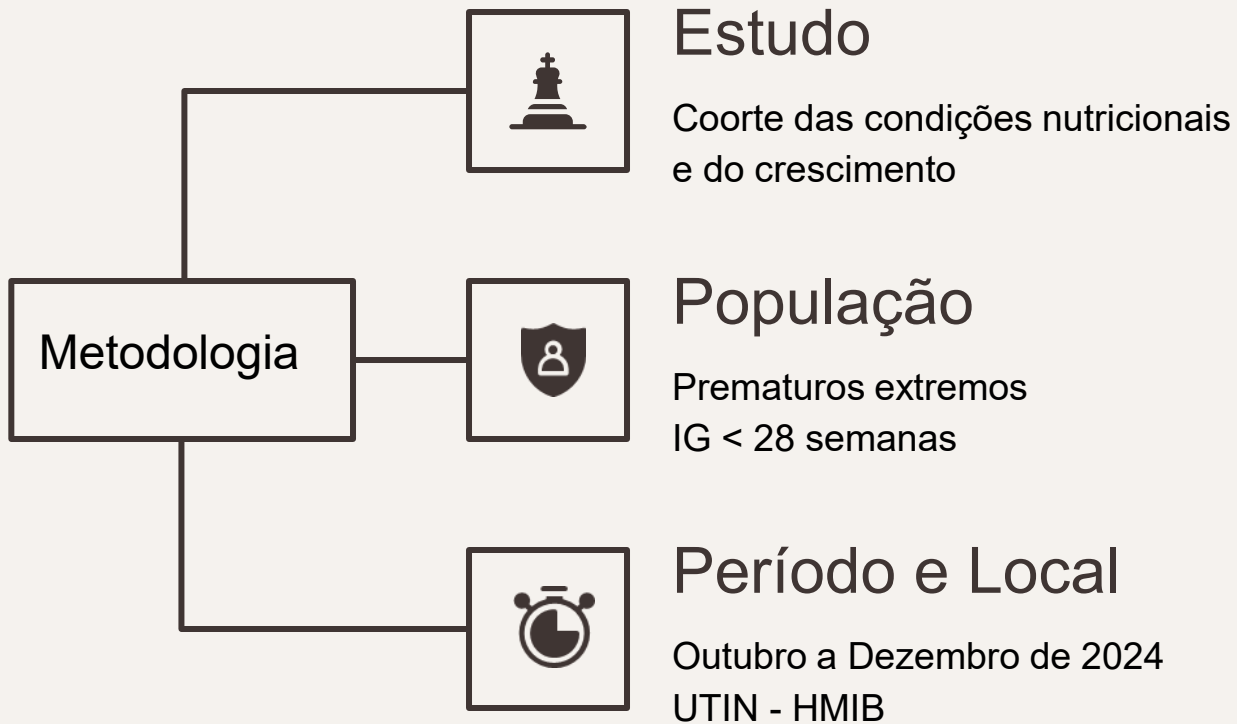 Estudo
Coorte das condições nutricionais
e do crescimento
Metodologia
População
Prematuros extremos
IG < 28 semanas
Período e Local
Outubro a Dezembro de 2024
UTIN - HMIB